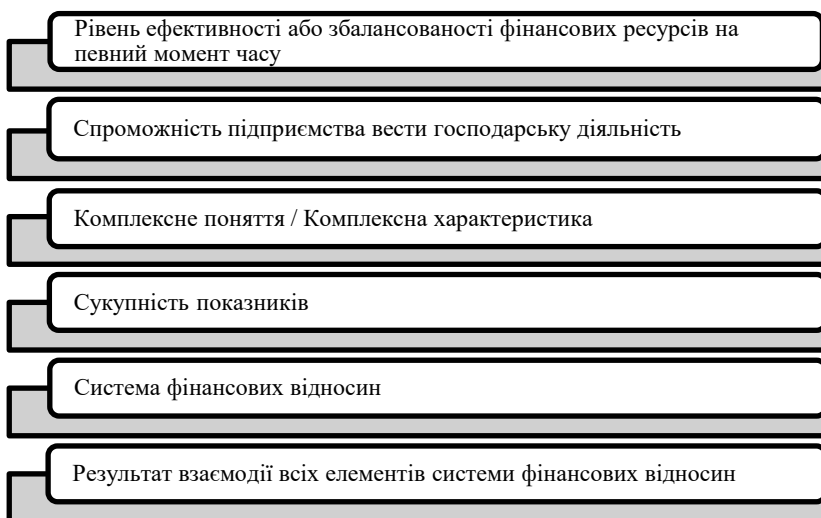 Рівень ефективності або збалансованості фінансових ресурсів на
певний момент часу
Спроможність підприємства вести господарську діяльність
Комплексне поняття / Комплексна характеристика
Сукупність показників
Система фінансових відносин
Результат взаємодії всіх елементів системи фінансових відносин